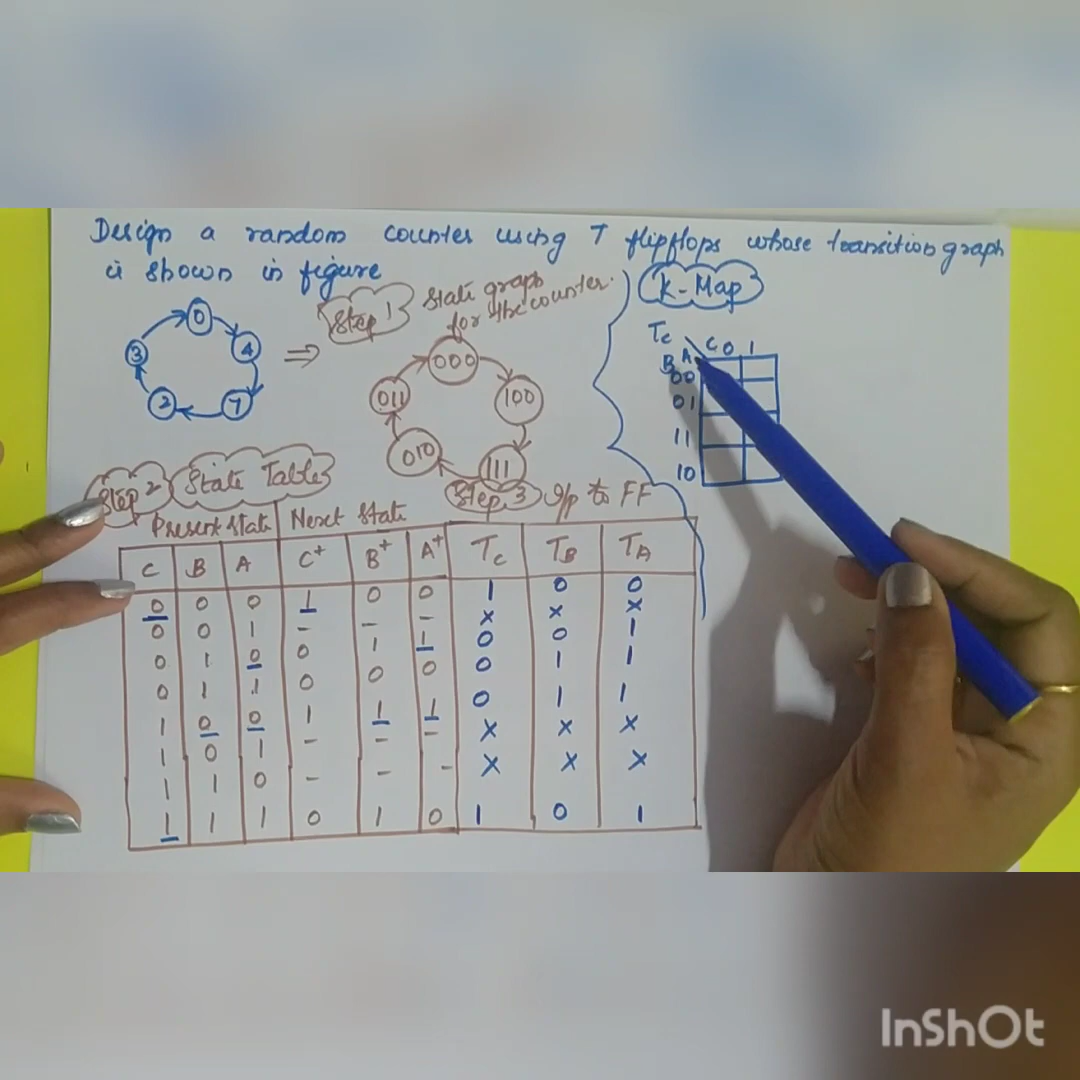 Design a random counter using T flipflops whose transition graph
is shown in figure
Step 1 State graph
for the counter.
K-Map
0
4
7
2
3
⇒
000
100
111
010
011
TC
C 0 1
B A
00
01
11
10
Step 2 State Table
Step 3 I/p to FF
Present state Next state
C B A C+ B+ A+ TC TB TA
0 0 0 1 0 0 1 0 0
0 0 1 - - - x x x
0 1 0 0 1 1 0 0 1
0 1 1 0 0 0 0 1 1
1 0 0 1 1 1 0 1 1
1 0 1 - - - x x x
1 1 0 - - - x x x
1 1 1 0 1 0 1 0 1
InShOt